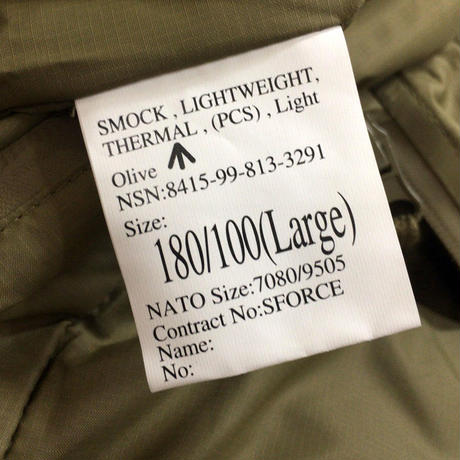 SMOCK , LIGHTWEIGHT,
THERMAL , (PCS) , Light
Olive
NSN:8415-99-813-3291
Size:
180/100(Large)
NATO Size:7080/9505
Contract No:SFORCE
Name:
No: